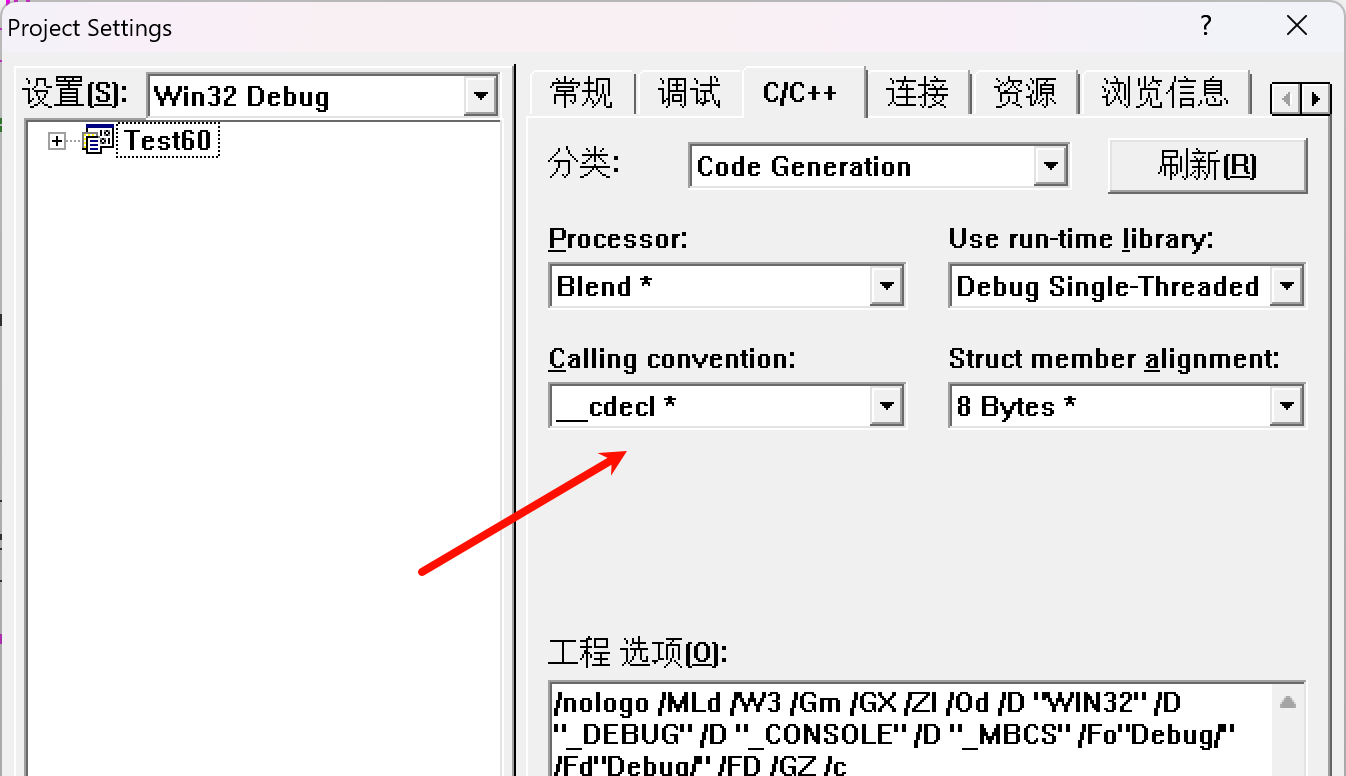 Project Settings
?
设置(S):
Win32 Debug
Test60
常规
调试
C/C++
连接
资源
浏览信息
分类:
Code Generation
刷新(R)
Processor:
Use run-time library:
Blend *
Debug Single-Threaded
Calling convention:
Struct member alignment:
__cdecl *
8 Bytes *
工程 选项(O):
/nologo /MLd /W3 /Gm /GX /ZI /Od /D "WIN32" /D
"_DEBUG" /D "_CONSOLE" /D "_MBCS" /Fo"Debug/"
/Fd"Debug/" /FD /GZ /c